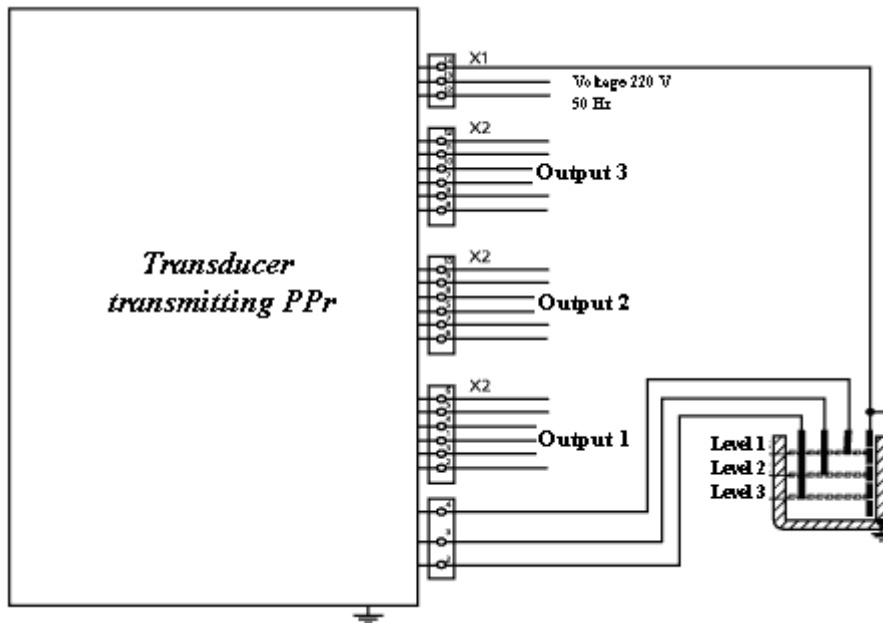 X1
Voltage 220 V
50 Hz
X2
Output 3
Transducer
transmitting PPr
X2
Output 2
X2
Output 1
Level 1
Level 2
Level 3